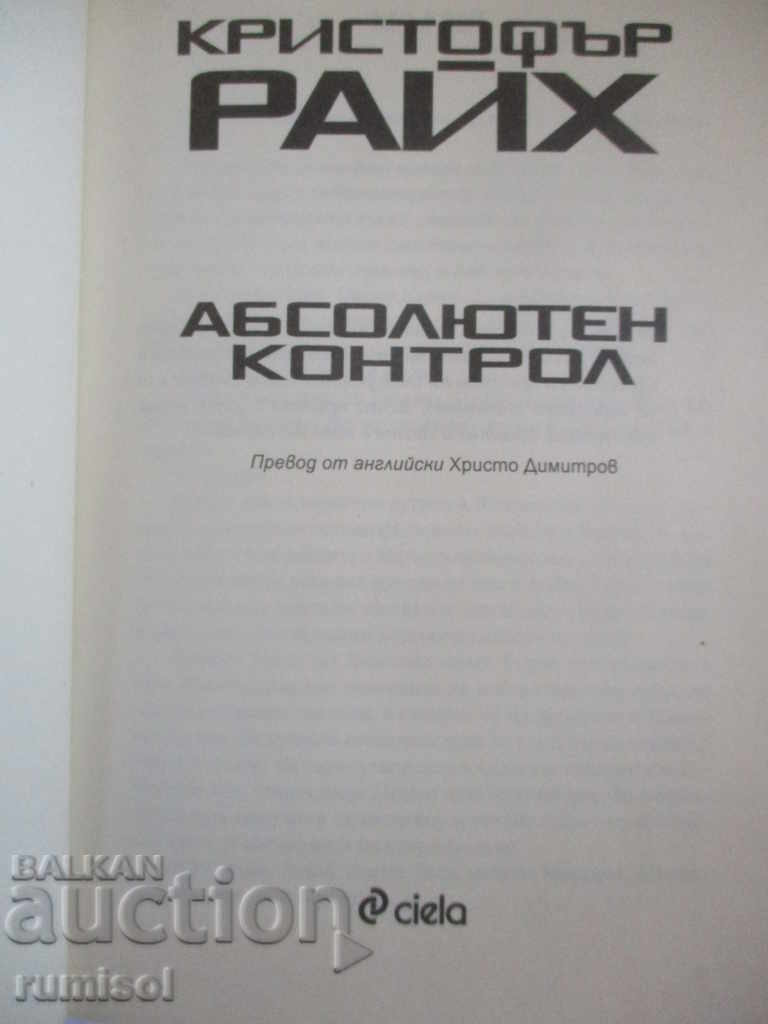 КРИСТОФЪР
РАЙХ
АБСОЛЮТЕН
КОНТРОЛ
Превод от английски Христо Димитров
ciela
BALKAN
auction
rumisol